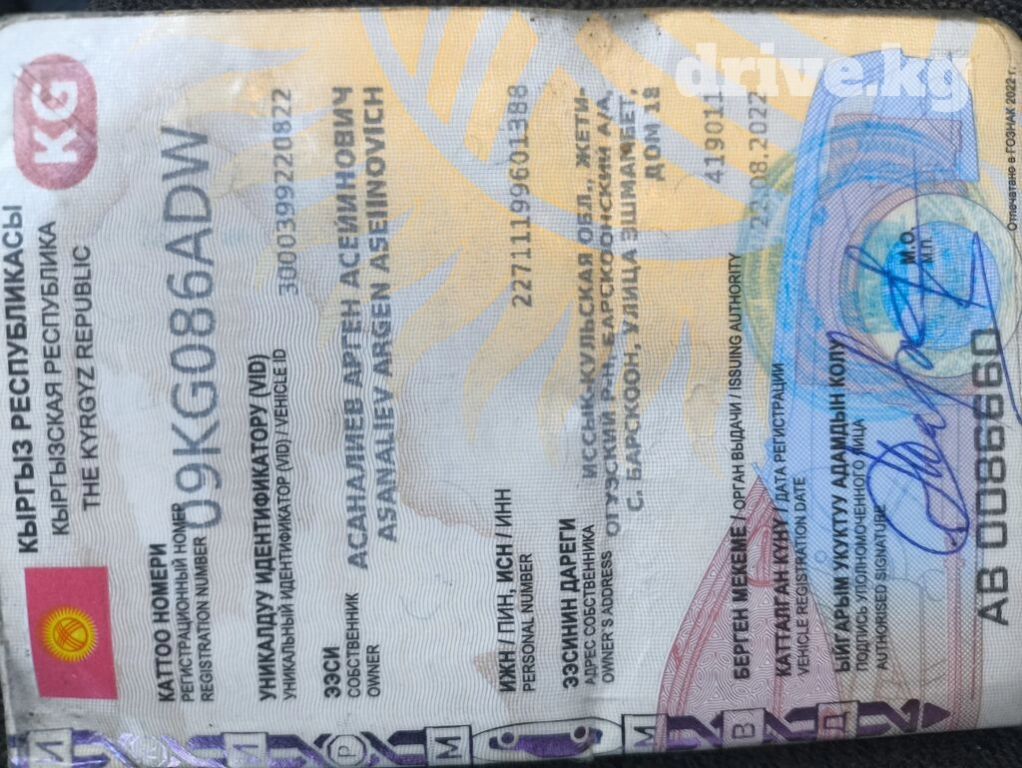 КЫРГЫЗ РЕСПУБЛИКАСЫ
КЫРГЫЗСКАЯ РЕСПУБЛИКА
THE KYRGYZ REPUBLIC
KG
КАТТОО НОМЕРИ
РЕГИСТРАЦИОННЫЙ НОМЕР
REGISTRATION NUMBER
09KG086ADW
УНИКАЛДУУ ИДЕНТИФИКАТОРУ (VID)
УНИКАЛЬНЫЙ ИДЕНТИФИКАТОР (VID) / VEHICLE ID
3000399220822
ЭЭСИ
СОБСТВЕННИК
OWNER
АСАНАЛИЕВ АРГЕН АСЕЙИНОВИЧ
ASANALIEV ARGEN ASEIINOVICH
ИЖН / ПИН, ИСН / ИНН
PERSONAL NUMBER
22711199601388
ЭЭСИНИН ДАРЕГИ
АДРЕС СОБСТВЕННИКА
OWNER'S ADDRESS
ИССЫК-КУЛЬСКАЯ ОБЛ., ЖЕТИ-
ОГУЗСКИЙ Р-Н, БАРСКООНСКИЙ А/А,
С. БАРСКООН, УЛИЦА ЭШМАМБЕТ,
ДОМ 18
БЕРГЕН МЕКЕМЕ / ОРГАН ВЫДАЧИ / ISSUING AUTHORITY
419011
КАТТАЛГАН КҮНҮ / ДАТА РЕГИСТРАЦИИ
VEHICLE REGISTRATION DATE
22.08.2022
ЫЙГАРЫМ УКУКТУУ АДАМДЫН КОЛУ
ПОДПИСЬ УПОЛНОМОЧЕННОГО ЛИЦА
AUTHORISED SIGNATURE
М.О.
М.П.
AB 0086660
Отпечатано в ГОЗНАК 2022 г.
drive.kg